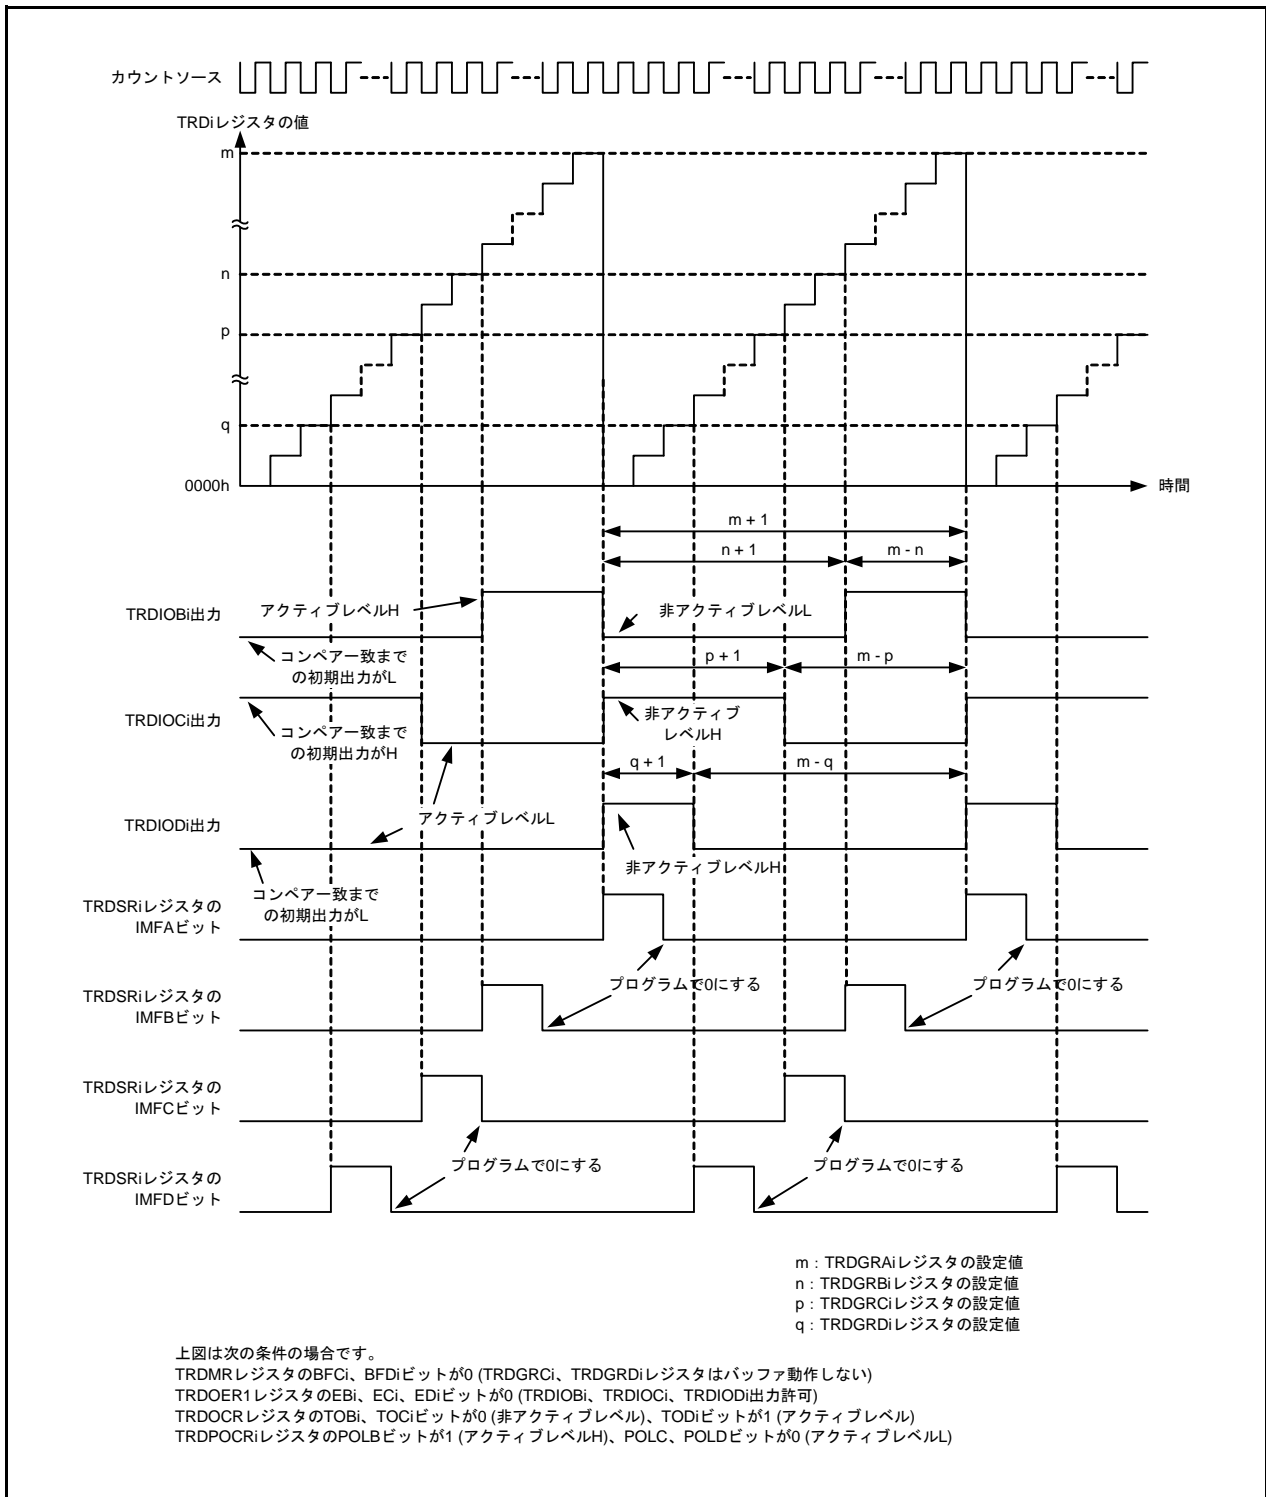 カウントソース
TRDiレジスタの値
m
n
p
q
0000h
時間
m + 1
n + 1
m - n
TRDIOBi出力
アクティブレベルH
非アクティブレベルL
コンペア一致まで
の初期出力がL
p + 1
m - p
TRDIOCi出力
コンペア一致まで
の初期出力がH
非アクティブ
レベルH
q + 1
m - q
TRDIODi出力
アクティブレベルL
非アクティブレベルH
コンペア一致まで
の初期出力がL
TRDSRiレジスタの
IMFAビット
プログラムで0にする
プログラムで0にする
TRDSRiレジスタの
IMFBビット
TRDSRiレジスタの
IMFCビット
プログラムで0にする
プログラムで0にする
TRDSRiレジスタの
IMFDビット
m：TRDGRAiレジスタの設定値
n：TRDGRBiレジスタの設定値
p：TRDGRCiレジスタの設定値
q：TRDGRDiレジスタの設定値
上図は次の条件の場合です。
TRDMRレジスタのBFCi、BFDiビットが0 (TRDGRCi、TRDGRDiレジスタはバッファ動作しない)
TRDOER1レジスタのEBi、ECi、EDiビットが0 (TRDIOBi、TRDIOCi、TRDIODi出力許可)
TRDOCRレジスタのTOBi、TOCiビットが0 (非アクティブレベル)、TODiビットが1 (アクティブレベル)
TRDPOCRiレジスタのPOLBビットが1 (アクティブレベルH)、POLC、POLDビットが0 (アクティブレベルL)